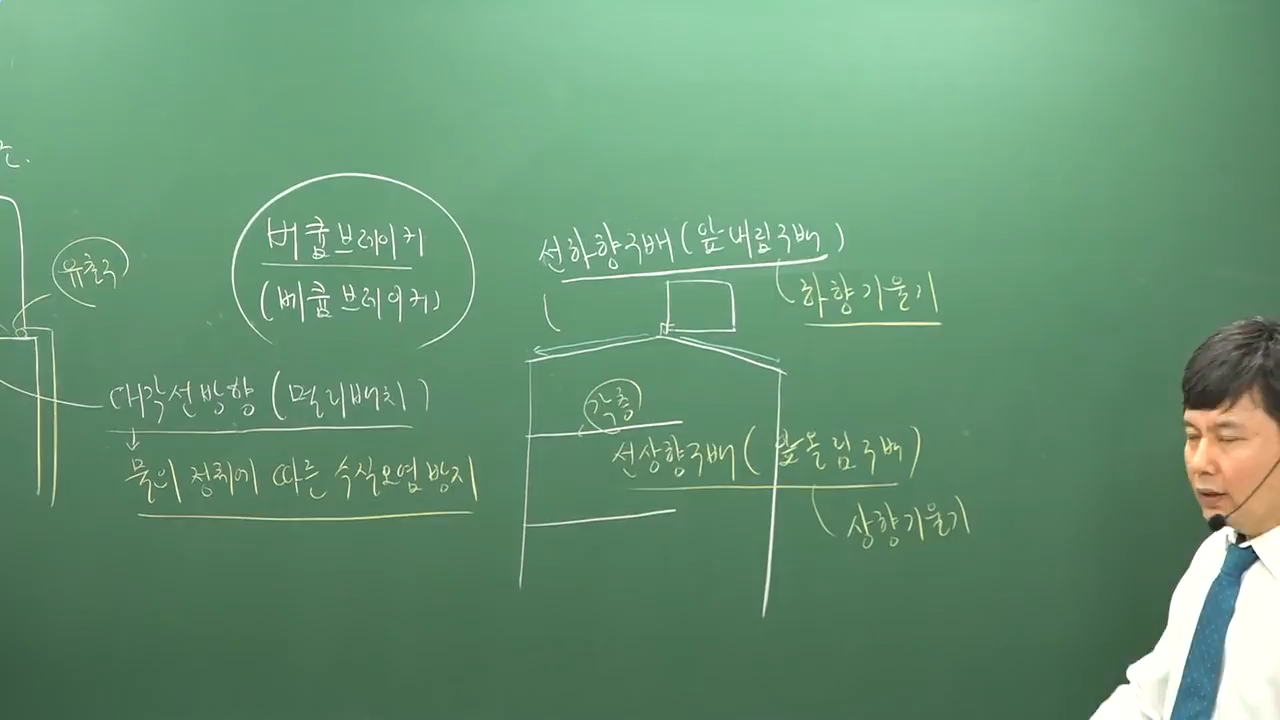 유출구
버큠브레이커
(베큠브레이커)
대각선방향(멀리배치)
물의 정체에 따른 수질오염방지
선하향구배(앞내림구배)
하향기울기
각층
선상향구배(앞올림구배)
상향기울기